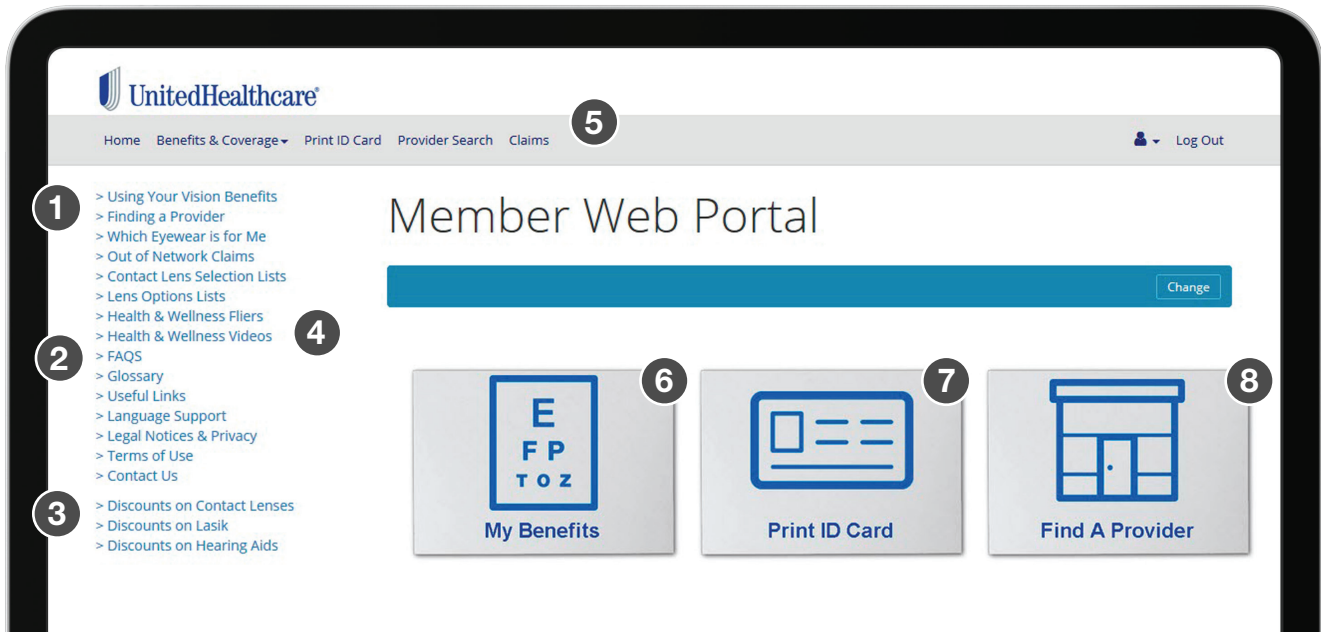 UnitedHealthcare®
5
Home Benefits & Coverage Print ID Card Provider Search Claims Log Out
1
> Using Your Vision Benefits
> Finding a Provider
> Which Eyewear is for Me
> Out of Network Claims
> Contact Lens Selection Lists
> Lens Options Lists
> Health & Wellness Fliers
> Health & Wellness Videos
4
2
> FAQS
> Glossary
> Useful Links
> Language Support
> Legal Notices & Privacy
> Terms of Use
> Contact Us
3
> Discounts on Contact Lenses
> Discounts on Lasik
> Discounts on Hearing Aids
Member Web Portal
Change
6
E
F P
T O Z
My Benefits
7
Print ID Card
8
Find A Provider